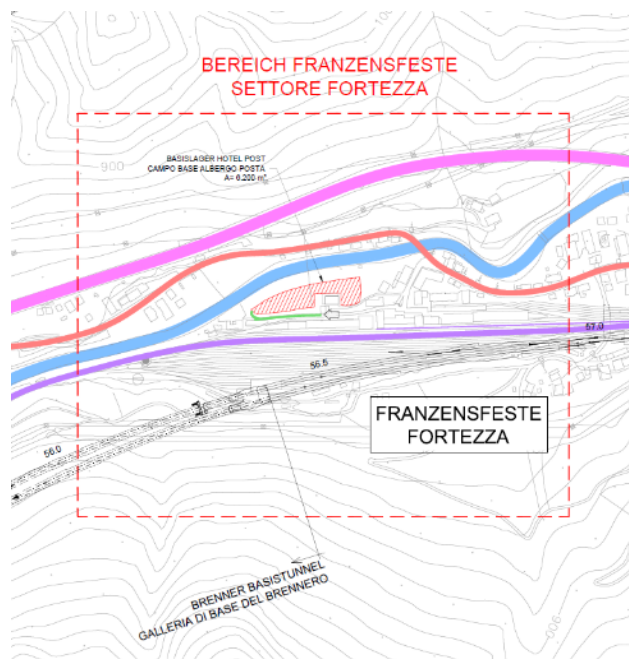 BEREICH FRANZENSFESTE
SETTORE FORTEZZA
BASISLAGER HOTEL POST
CAMPO BASE ALBERGO POSTA
A= 6.200 m²
900
57.0
56.5
56.0
FRANZENSFESTE
FORTEZZA
BRENNER BASISTUNNEL
GALLERIA DI BASE DEL BRENNERO
900